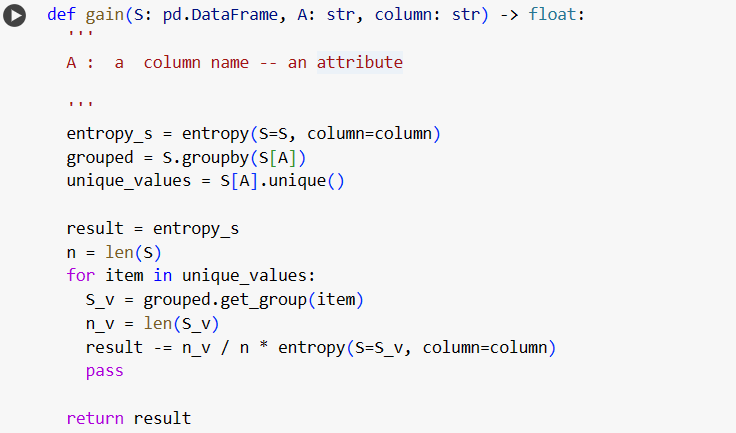 def gain(S: pd.DataFrame, A: str, column: str) -> float:
'''
A :  a  column name -- an attribute
'''
entropy_s = entropy(S=S, column=column)
grouped = S.groupby(S[A])
unique_values = S[A].unique()
result = entropy_s
n = len(S)
for item in unique_values:
S_v = grouped.get_group(item)
n_v = len(S_v)
result -= n_v / n * entropy(S=S_v, column=column)
pass
return result